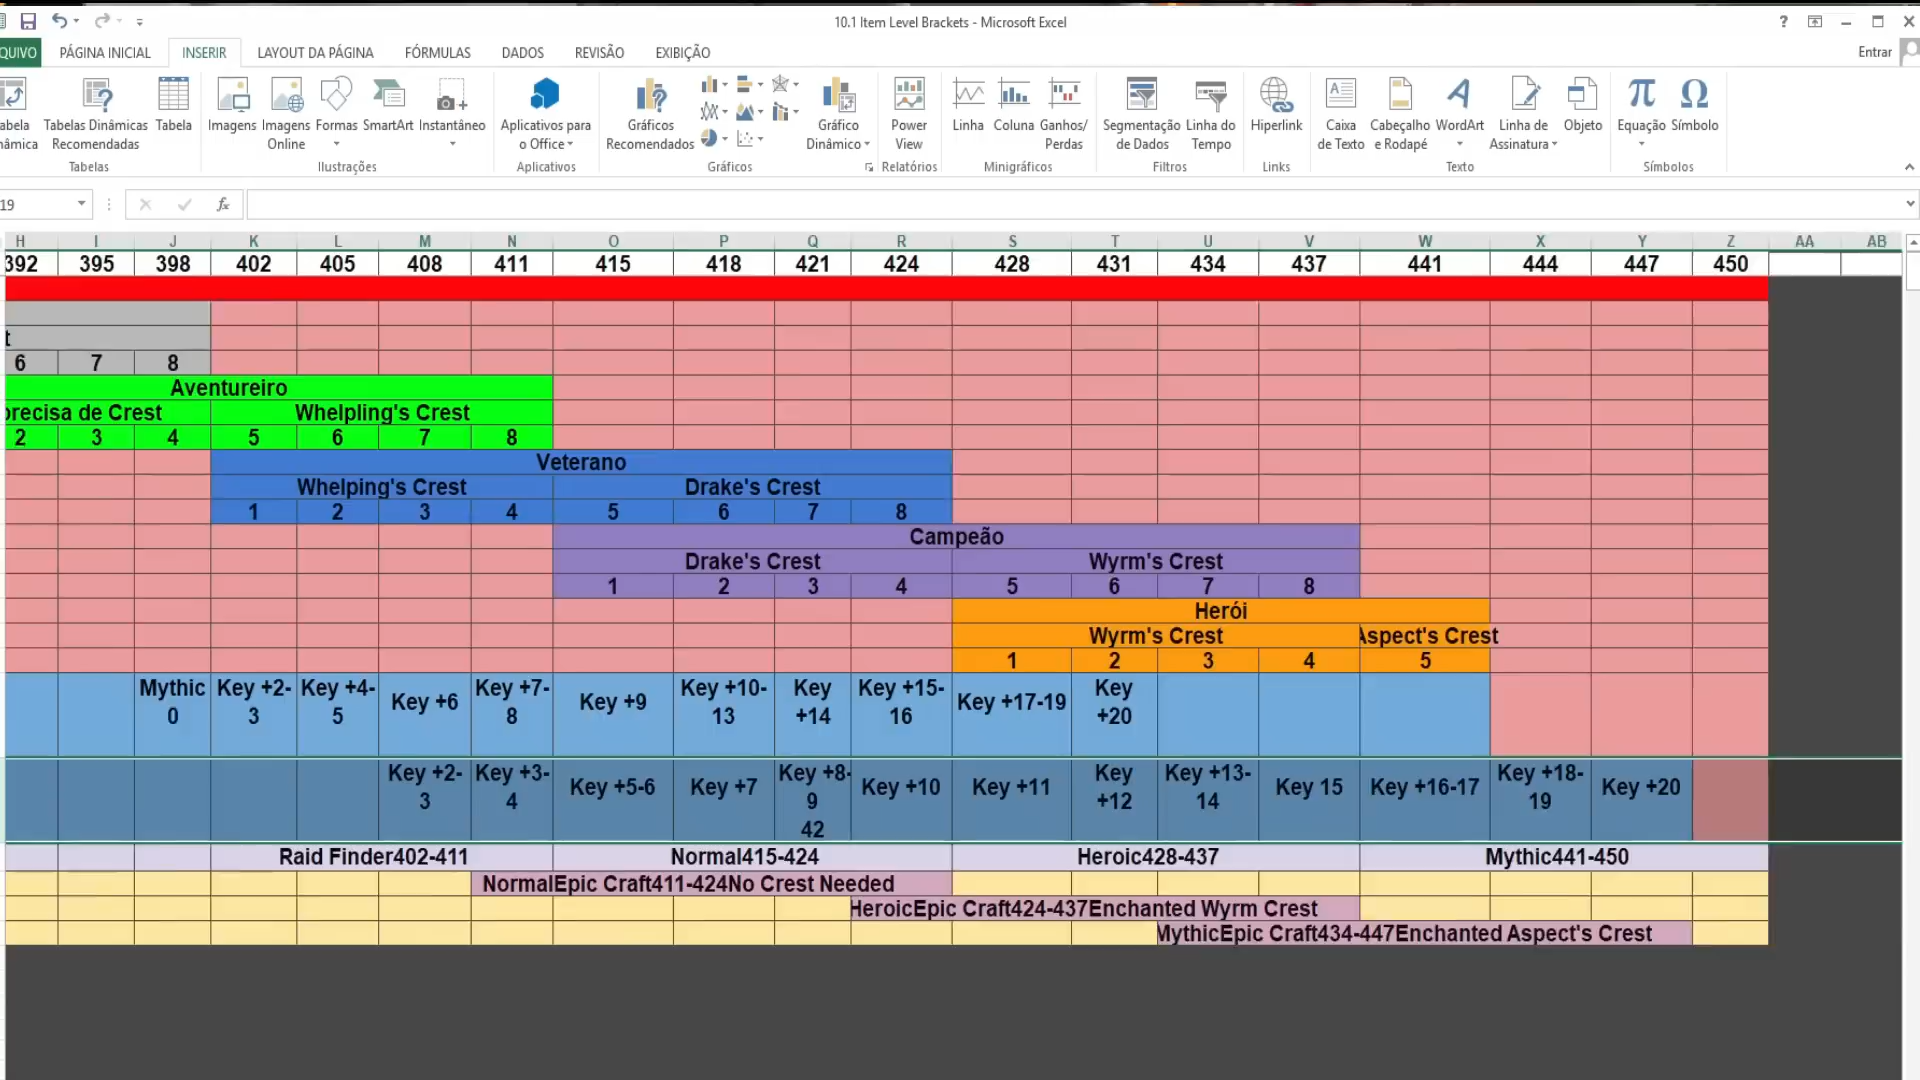 10.1 Item Level Brackets - Microsoft Excel
?
QUIVO PÁGINA INICIAL INSERIR LAYOUT DA PÁGINA FÓRMULAS DADOS REVISÃO EXIBIÇÃO Entrar
abela Tabelas Dinâmicas Tabela Imagens Imagens Formas SmartArt Instantâneo Aplicativos para Gráficos Gráfico Power Linha Coluna Ganhos/ Segmentação Linha do Hiperlink Caixa Cabeçalho WordArt Linha de Objeto Equação Símbolo
nâmica Recomendadas Online o Office Recomendados Dinâmico View Perdas de Dados Tempo de Texto e Rodapé Assinatura
Tabelas Ilustrações Aplicativos Gráficos Relatórios Minigráficos Filtros Links Texto Símbolos
19 fx
H I J K L M N O P Q R S T U V W X Y Z AA AB
392 395 398 402 405 408 411 415 418 421 424 428 431 434 437 441 444 447 450
t
6 7 8
Aventureiro
precisa de Crest Whelpling's Crest
2 3 4 5 6 7 8
Veterano
Whelping's Crest Drake's Crest
1 2 3 4 5 6 7 8
Campeão
Drake's Crest Wyrm's Crest
1 2 3 4 5 6 7 8
Herói
Wyrm's Crest Aspect's Crest
1 2 3 4 5
Mythic Key +2- Key +4- Key +6 Key +7- Key +9 Key +10- Key Key +15- Key +17-19 Key
0 3 5 8 13 +14 16 +20
Key +2- Key +3- Key +5-6 Key +7 Key +8- Key +10 Key +11 Key Key +13- Key 15 Key +16-17 Key +18- Key +20
3 4 9 +12 14 19
42
Raid Finder402-411 Normal415-424 Heroic428-437 Mythic441-450
NormalEpic Craft411-424No Crest Needed
HeroicEpic Craft424-437Enchanted Wyrm Crest
MythicEpic Craft434-447Enchanted Aspect's Crest